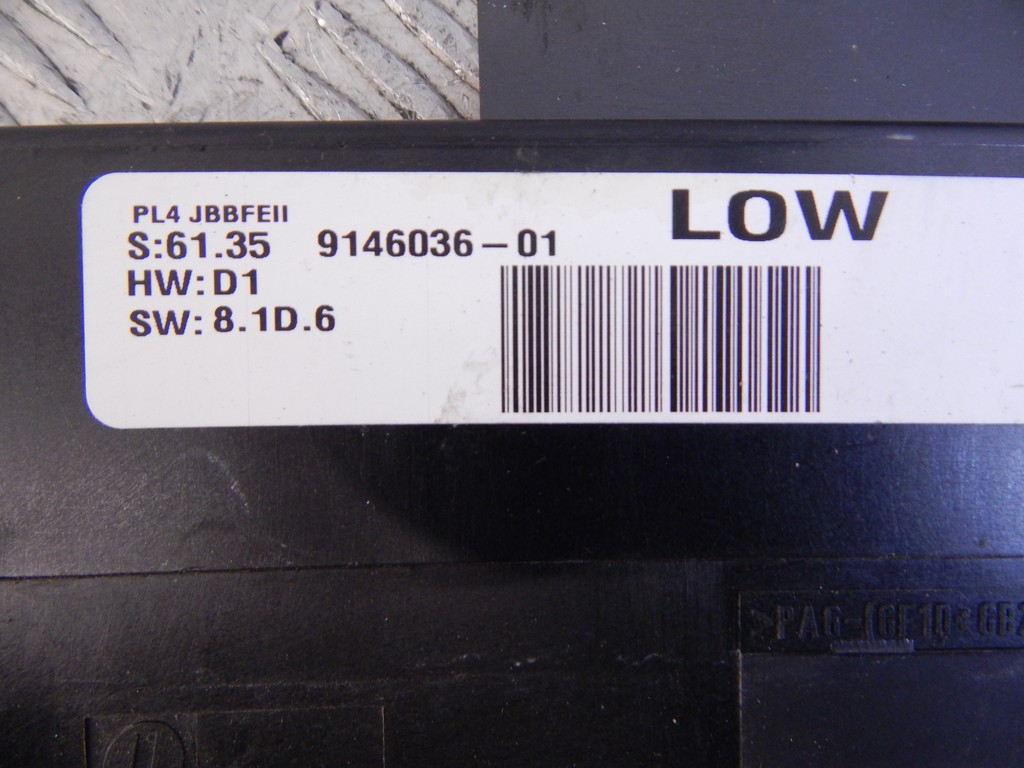 PL4 JBBFEII
LOW
S:61.35 9146036-01
HW:D1
SW:8.1D.6